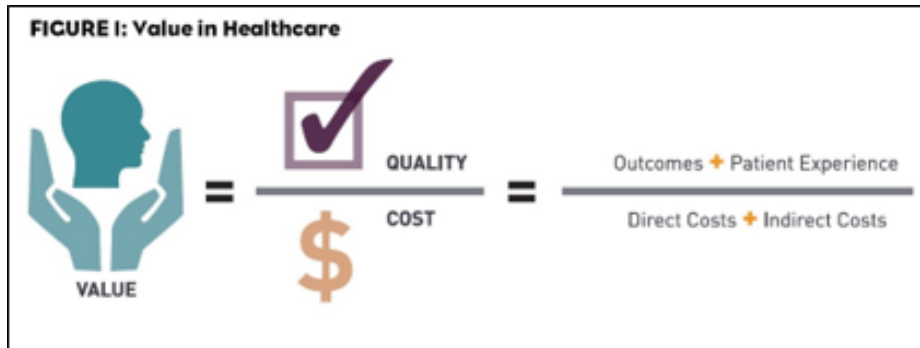 FIGURE I: Value in Healthcare
VALUE
=
QUALITY
COST
$
=
Outcomes + Patient Experience
Direct Costs + Indirect Costs